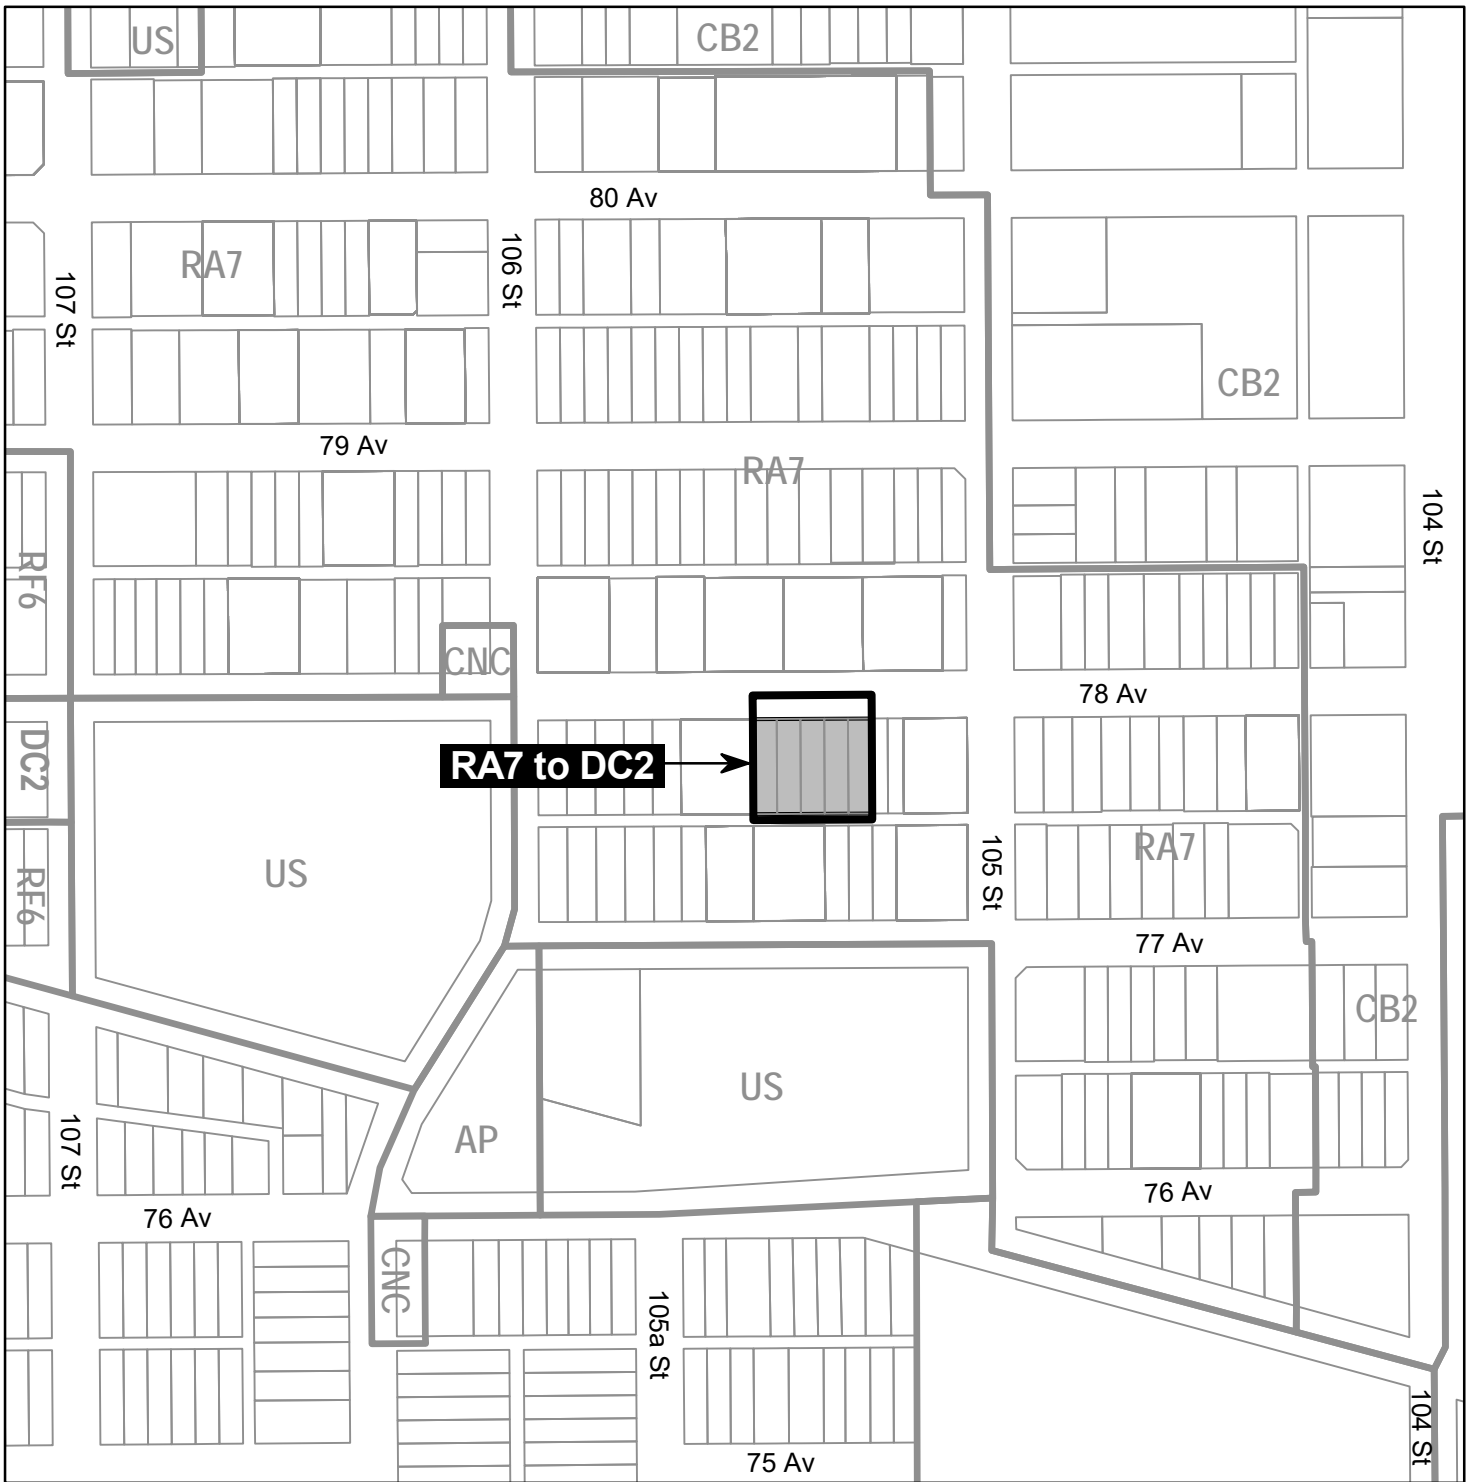 US
CB2
80 Av
RA7
106 St
107 St
CB2
79 Av
RA7
104 St
RF6
CNC
78 Av
DC2
RA7 to DC2
US
RA7
105 St
RF6
77 Av
CB2
US
AP
107 St
76 Av
76 Av
CNC
105a St
104 St
75 Av